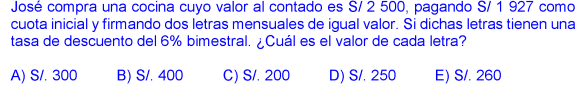 José compra una cocina cuyo valor al contado es S/ 2 500, pagando S/ 1 927 como
cuota inicial y firmando dos letras mensuales de igual valor. Si dichas letras tienen una
tasa de descuento del 6% bimestral. ¿Cuál es el valor de cada letra?
A) S/. 300 B) S/. 400 C) S/. 200 D) S/. 250 E) S/. 260